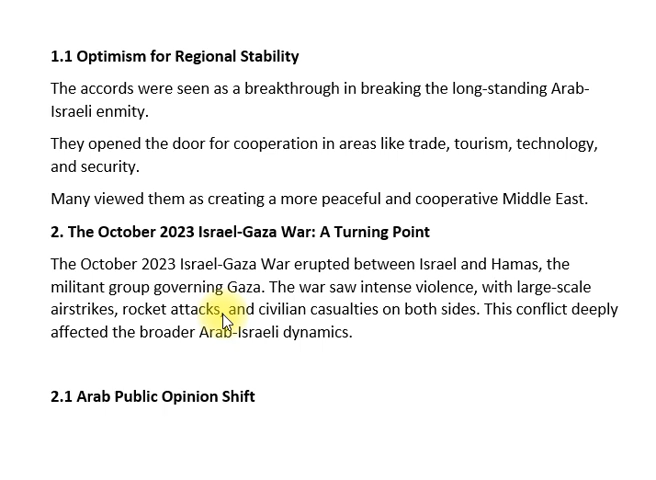 1.1 Optimism for Regional Stability
The accords were seen as a breakthrough in breaking the long-standing Arab-
Israeli enmity.
They opened the door for cooperation in areas like trade, tourism, technology,
and security.
Many viewed them as creating a more peaceful and cooperative Middle East.
2. The October 2023 Israel-Gaza War: A Turning Point
The October 2023 Israel-Gaza War erupted between Israel and Hamas, the
militant group governing Gaza. The war saw intense violence, with large-scale
airstrikes, rocket attacks, and civilian casualties on both sides. This conflict deeply
affected the broader Arab-Israeli dynamics.
2.1 Arab Public Opinion Shift